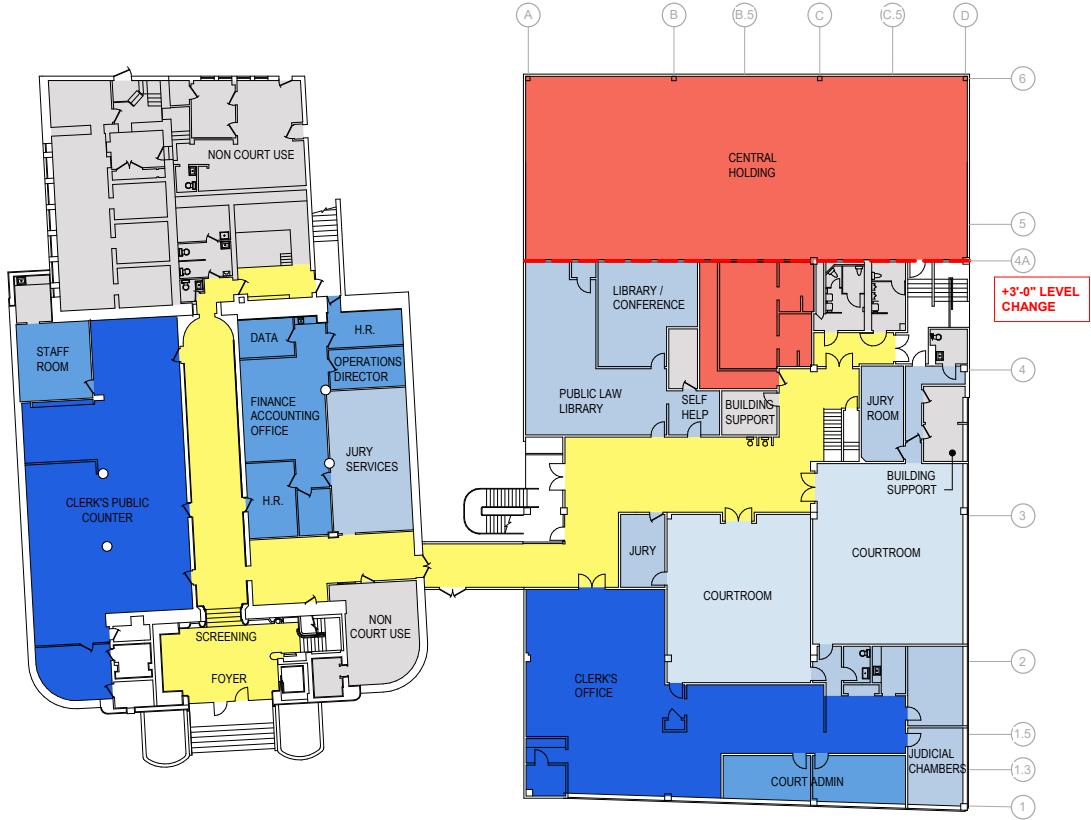 A
B
B.5
C
C.5
D
6
NON COURT USE
CENTRAL
HOLDING
5
4A
+3'-0" LEVEL
CHANGE
LIBRARY /
CONFERENCE
STAFF
ROOM
DATA
H.R.
OPERATIONS
DIRECTOR
4
FINANCE
ACCOUNTING
OFFICE
PUBLIC LAW
LIBRARY
SELF
HELP
BUILDING
SUPPORT
JURY
ROOM
JURY
SERVICES
BUILDING
SUPPORT
H.R.
CLERK'S PUBLIC
COUNTER
3
JURY
COURTROOM
COURTROOM
NON
COURT USE
SCREENING
FOYER
CLERK'S
OFFICE
2
1.5
JUDICIAL
CHAMBERS
1.3
COURT ADMIN
1